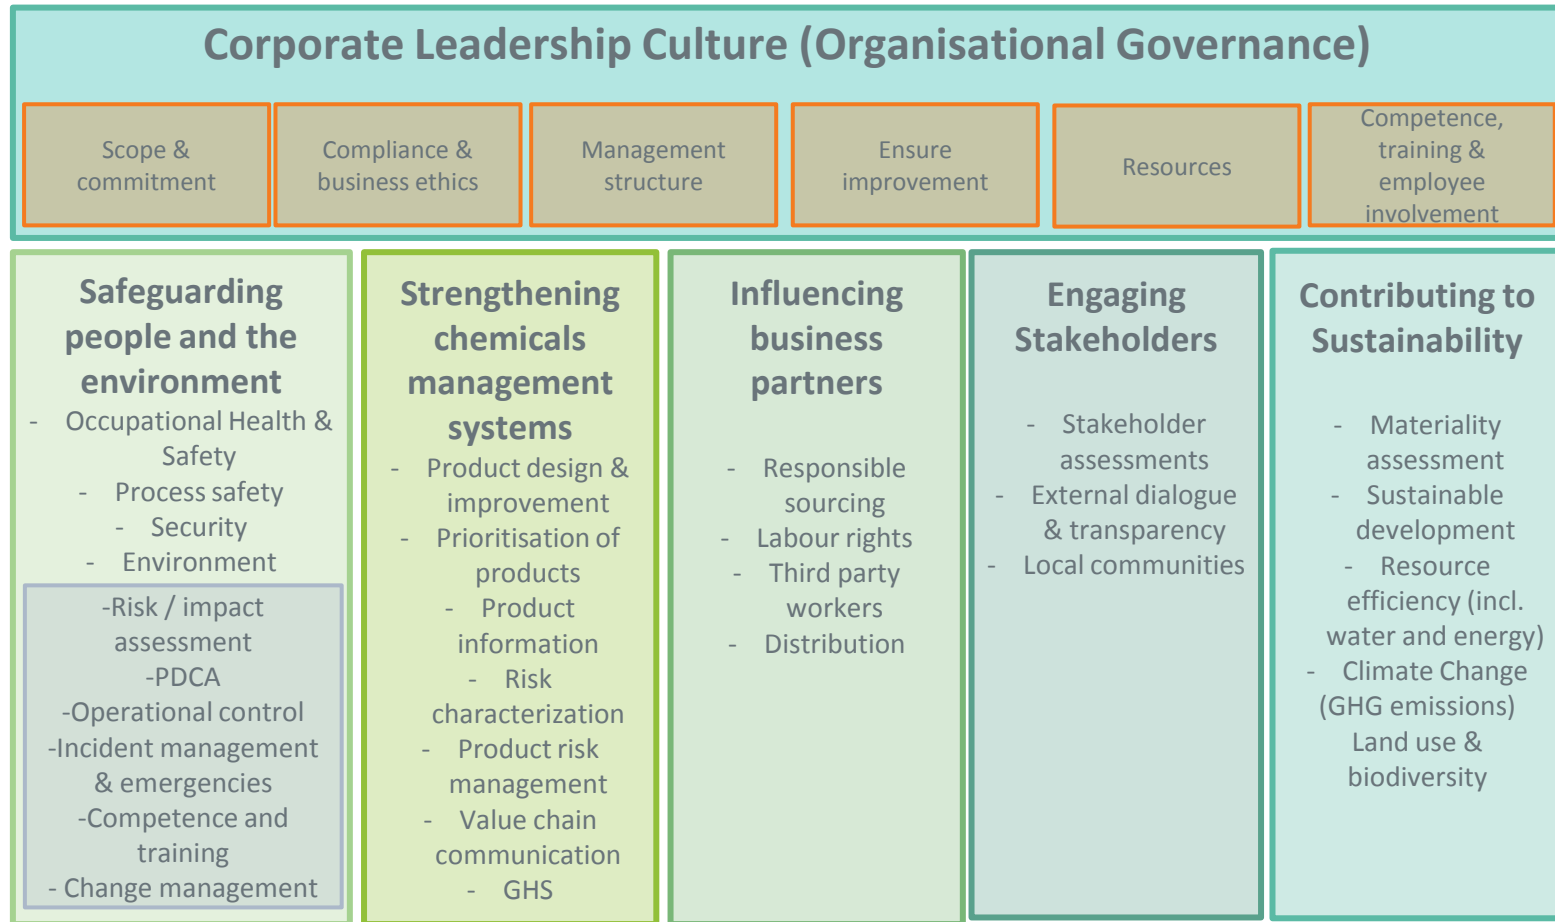 Corporate Leadership Culture (Organisational Governance)
Scope &
commitment
Compliance &
business ethics
Management
structure
Ensure
improvement
Resources
Competence,
training &
employee
involvement
Safeguarding
people and the
environment
- Occupational Health &
Safety
- Process safety
- Security
- Environment
-Risk / impact
assessment
-PDCA
-Operational control
-Incident management
& emergencies
-Competence and
training
- Change management
Strengthening
chemicals
management
systems
- Product design &
improvement
- Prioritisation of
products
- Product
information
- Risk
characterization
- Product risk
management
- Value chain
communication
- GHS
Influencing
business
partners
- Responsible
sourcing
- Labour rights
- Third party
workers
- Distribution
Engaging
Stakeholders
- Stakeholder
assessments
- External dialogue
& transparency
- Local communities
Contributing to
Sustainability
- Materiality
assessment
- Sustainable
development
- Resource
efficiency (incl.
water and energy)
- Climate Change
(GHG emissions)
Land use &
biodiversity